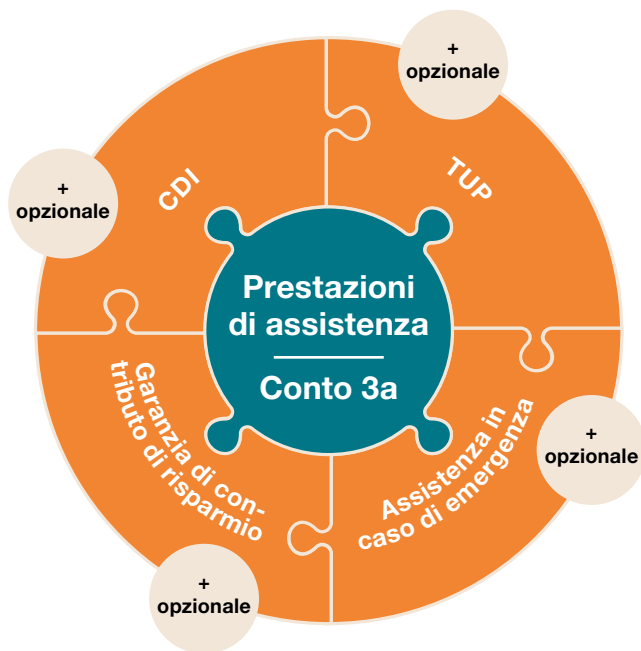 +
opzionale
+
opzionale
CDI
TUP
Prestazioni
di assistenza
Conto 3a
Garanzia di con-
tributo di risparmio
Assistenza in
caso di emergenza
+
opzionale
+
opzionale